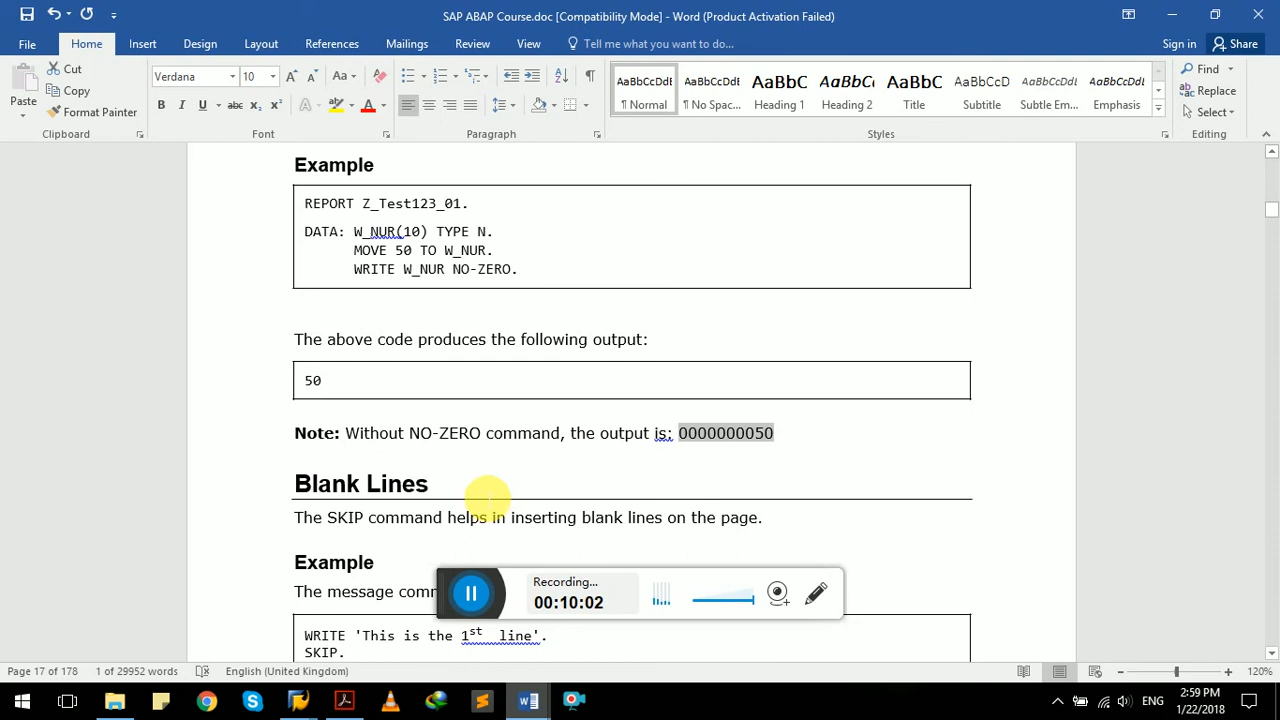 SAP ABAP Course.doc [Compatibility Mode] - Word (Product Activation Failed)
File Home Insert Design Layout References Mailings Review View Tell me what you want to do... Sign in Share
Cut
Copy
Format Painter
Paste
Clipboard
Verdana 10
Font
Paragraph
AaBbCcDdE AaBbCcDdE AaBbC AaBbC AaBbC AaBbCcD AaBbCcDd AaBbCcDd
¶ Normal ¶ No Spac... Heading 1 Heading 2 Title Subtitle Subtle Em... Emphasis
Styles
Find
Replace
Select
Editing
Example
REPORT Z_Test123_01.
DATA: W_NUR(10) TYPE N.
MOVE 50 TO W_NUR.
WRITE W_NUR NO-ZERO.
The above code produces the following output:
50
Note: Without NO-ZERO command, the output is: 0000000050
Blank Lines
The SKIP command helps in inserting blank lines on the page.
Example
The message comm
Recording...
00:10:02
WRITE 'This is the 1st line'.
SKIP.
Page 17 of 178 1 of 29952 words English (United Kingdom) 120%
ENG 2:59 PM
1/22/2018